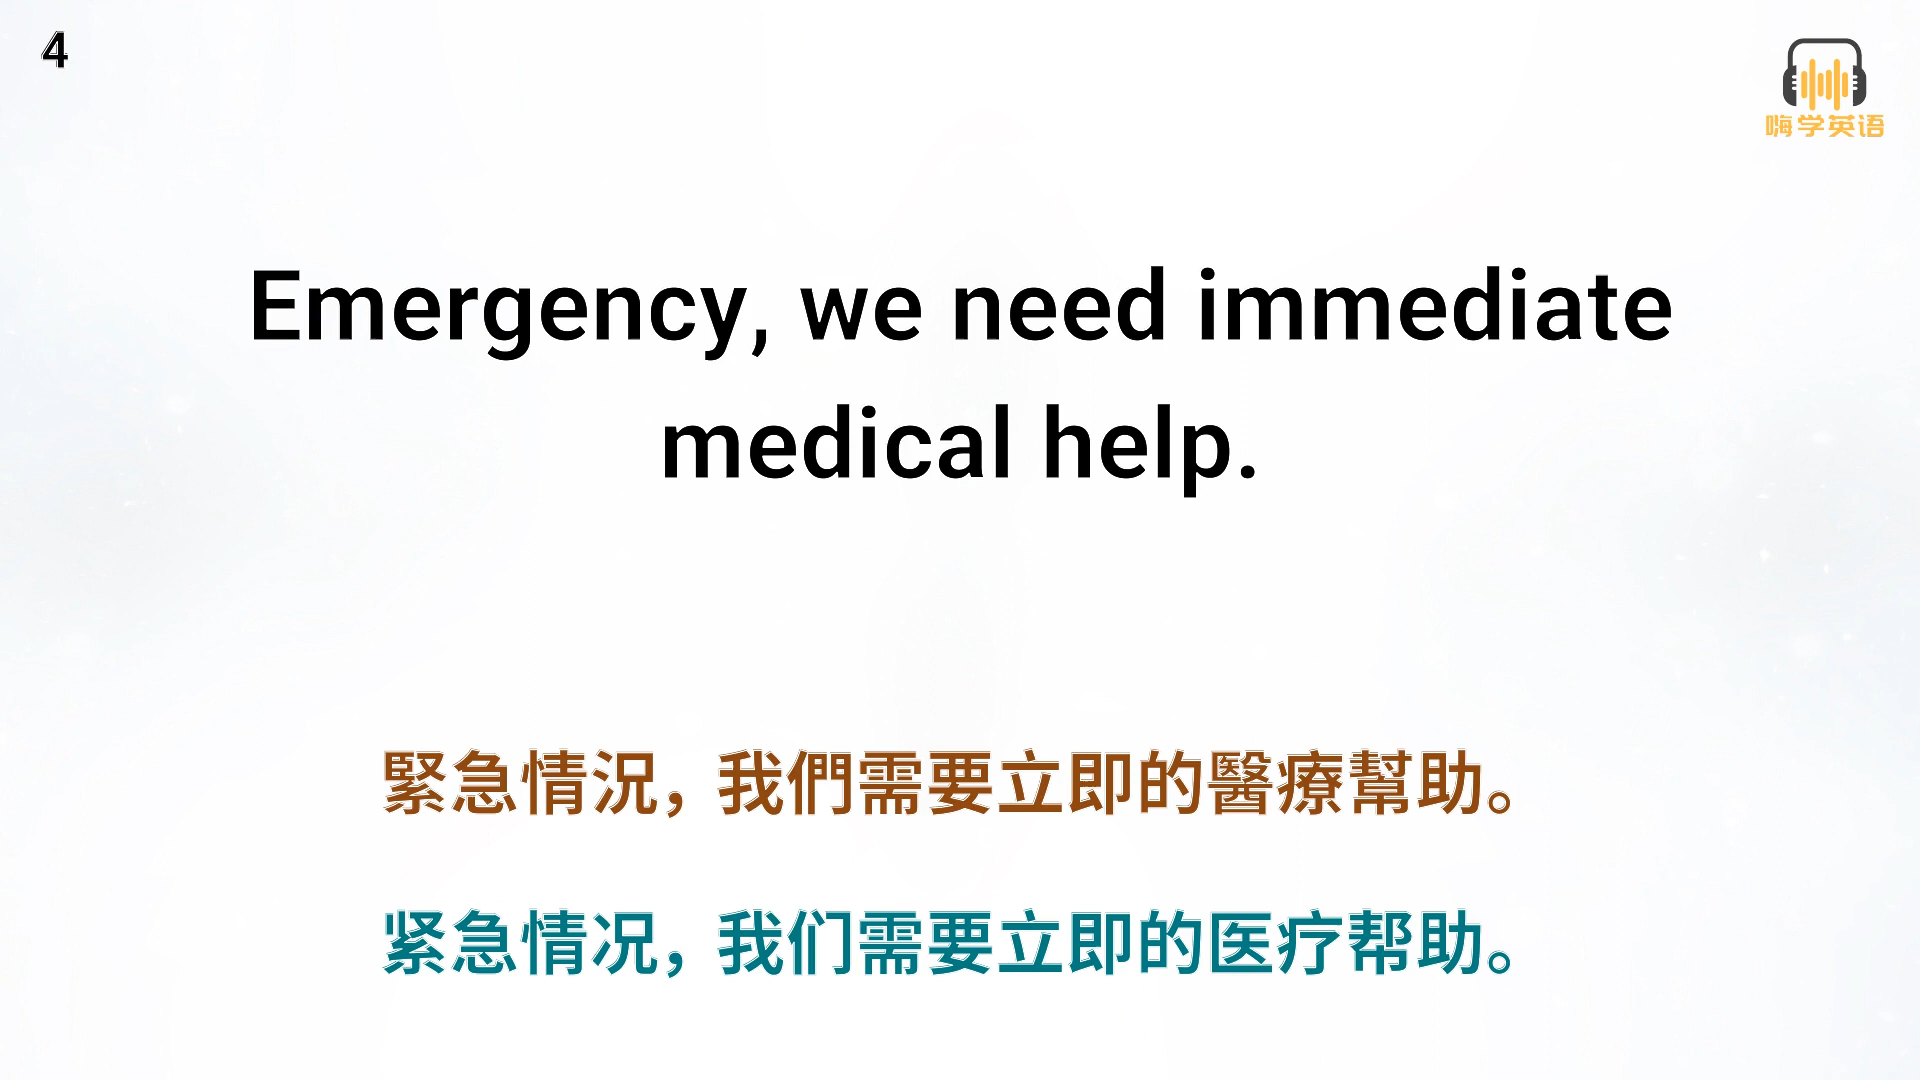 4
嗨学英语
Emergency, we need immediate
medical help.
緊急情況，我們需要立即的醫療幫助。
紧急情况，我们需要立即的医疗帮助。